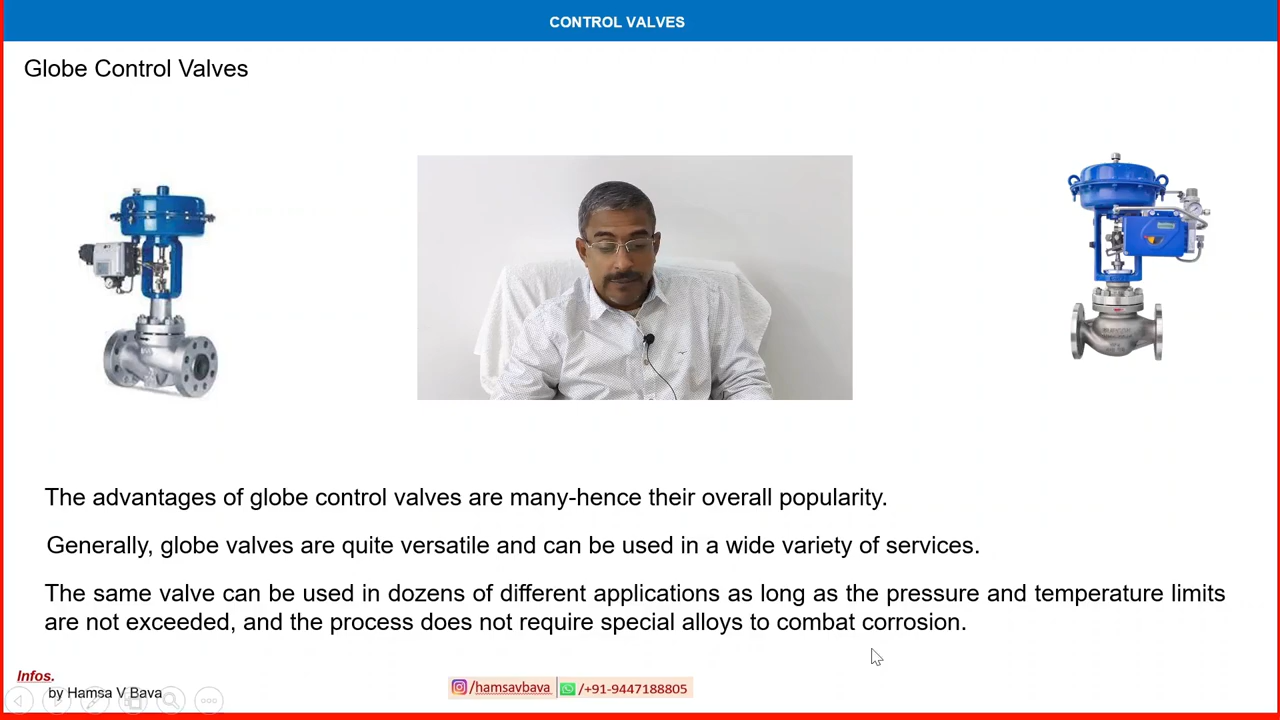 CONTROL VALVES
Globe Control Valves
The advantages of globe control valves are many-hence their overall popularity.
Generally, globe valves are quite versatile and can be used in a wide variety of services.
The same valve can be used in dozens of different applications as long as the pressure and temperature limits
are not exceeded, and the process does not require special alloys to combat corrosion.
Infos.
by Hamsa V Bava
/hamsavbava
/+91-9447188805